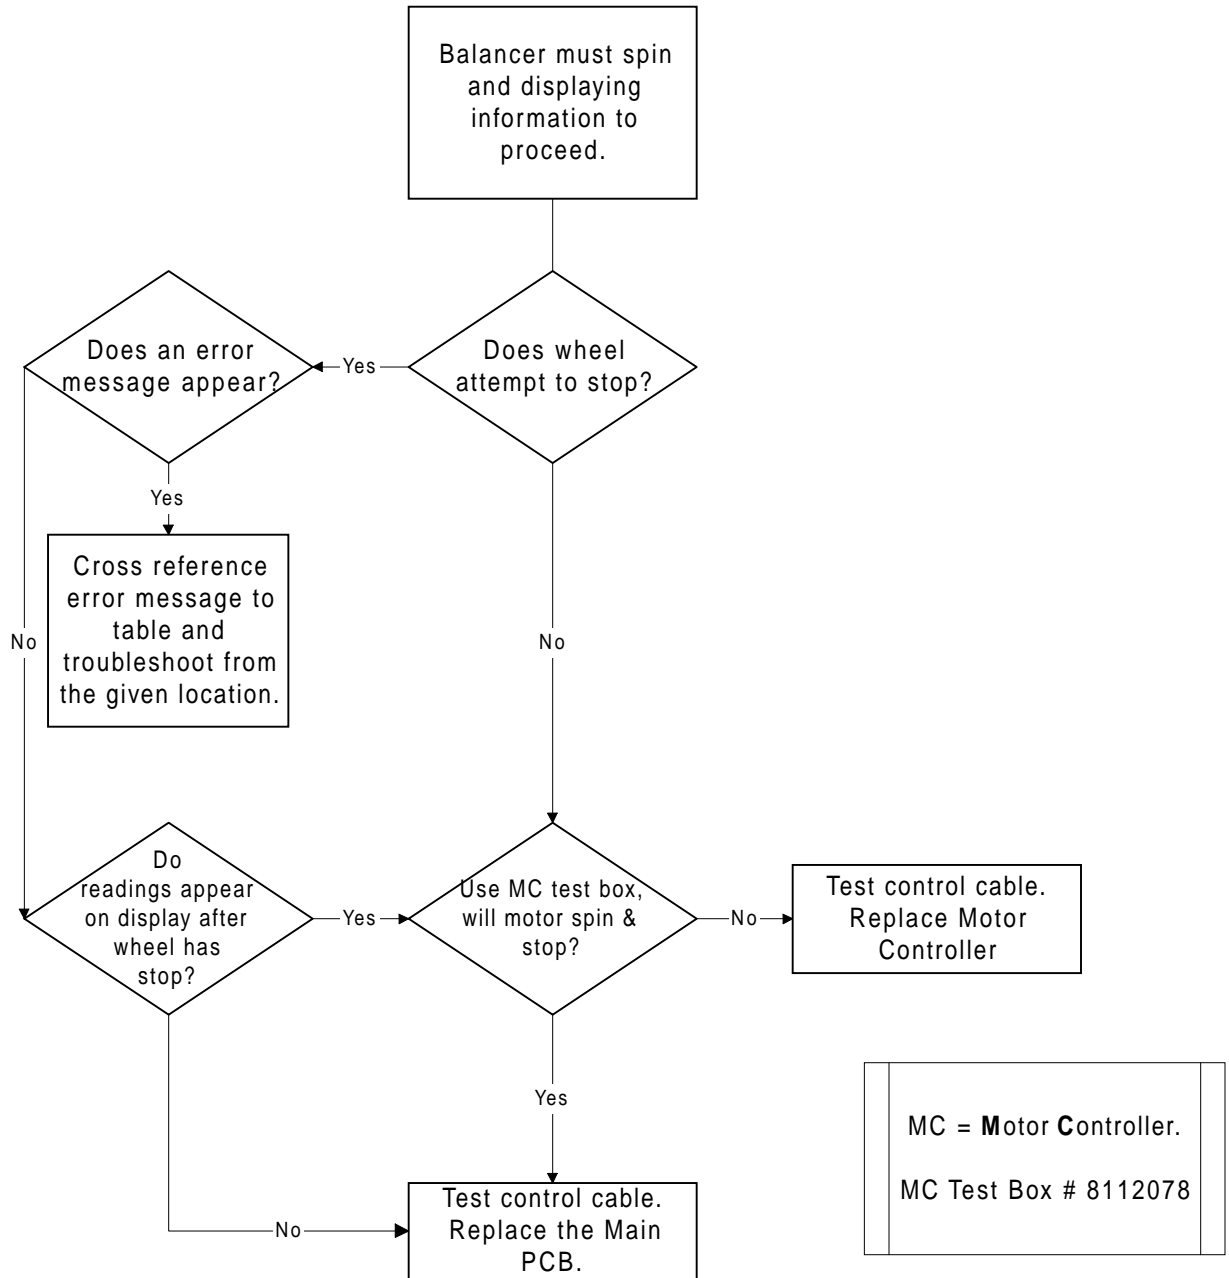 Balancer must spin
and displaying
information to
proceed.
Does an error
message appear?
Yes
Does wheel
attempt to stop?
Yes
Cross reference
error message to
table and
troubleshoot from
the given location.
No
No
Do
readings appear
on display after
wheel has
stop?
Yes
Use MC test box,
will motor spin &
stop?
No
Test control cable.
Replace Motor
Controller
Yes
MC = Motor Controller.
MC Test Box # 8112078
No
Test control cable.
Replace the Main
PCB.